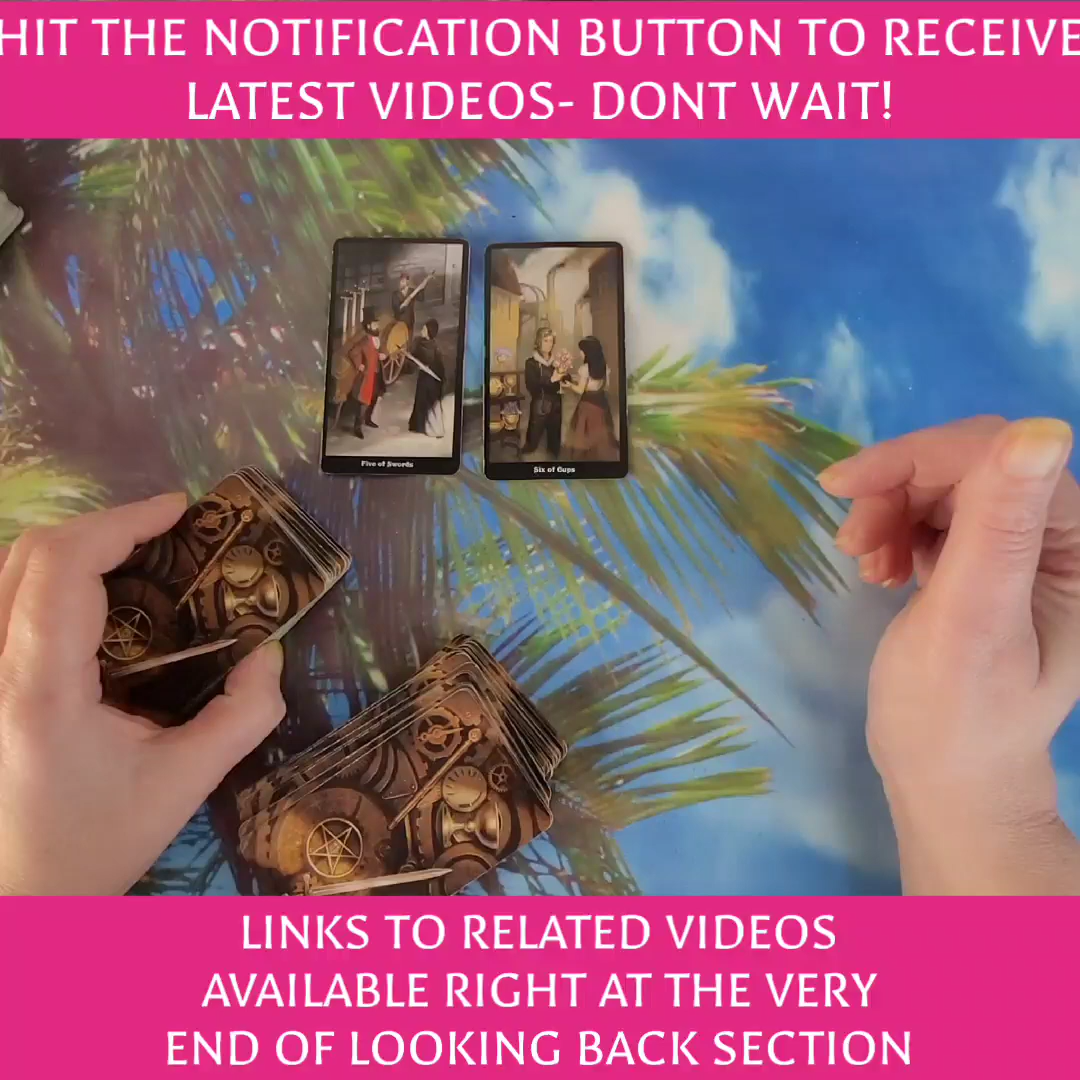 HIT THE NOTIFICATION BUTTON TO RECEIVE
LATEST VIDEOS- DONT WAIT!
Five of Swords
Six of Cups
LINKS TO RELATED VIDEOS
AVAILABLE RIGHT AT THE VERY
END OF LOOKING BACK SECTION